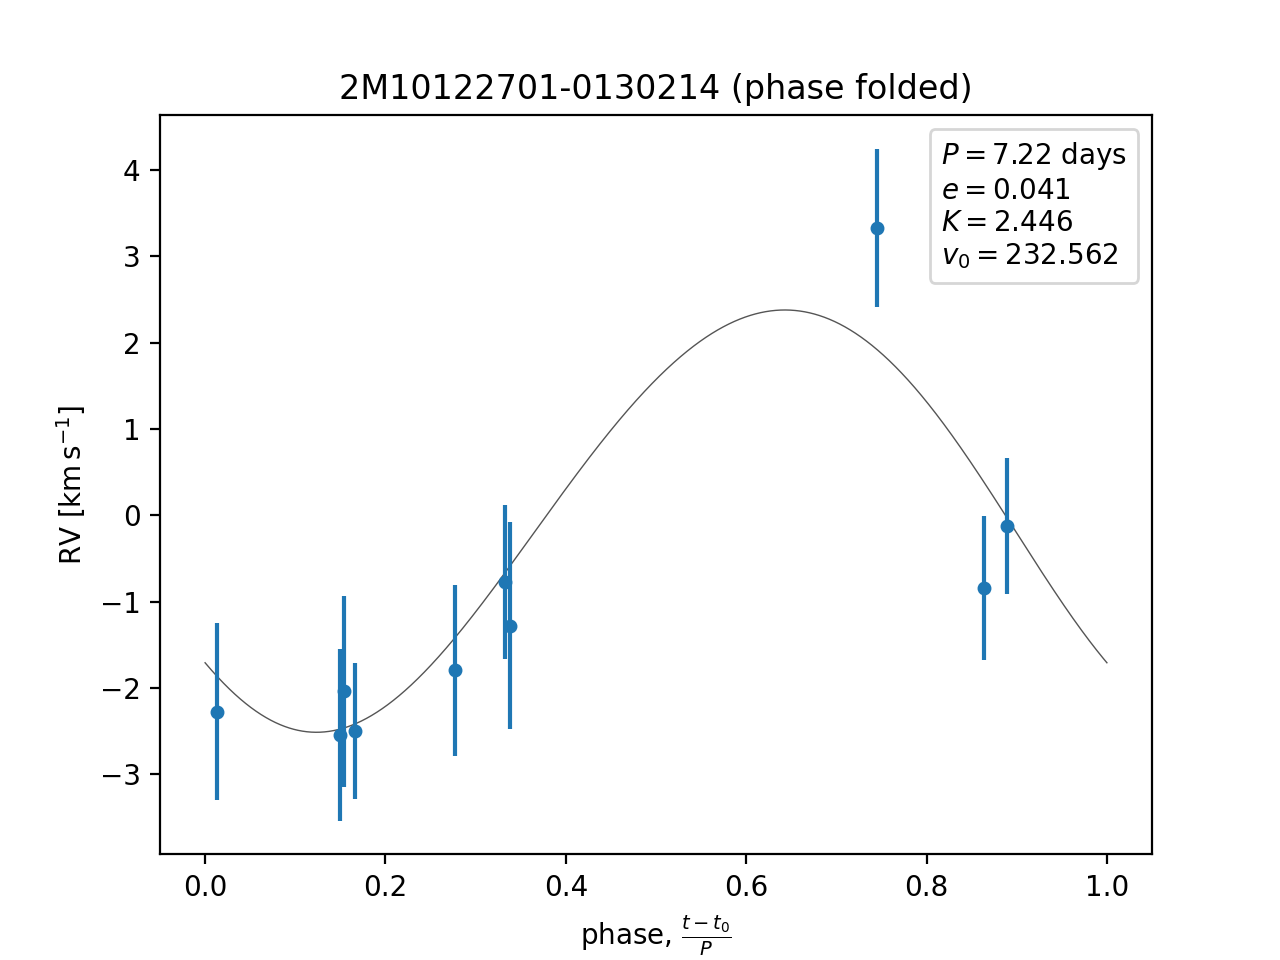 2M10122701-0130214 (phase folded)
P = 7.22 days
e = 0.041
K = 2.446
v₀ = 232.562
RV [km s⁻¹]
4
3
2
1
0
−1
−2
−3
0.0 0.2 0.4 0.6 0.8 1.0
phase, (t − t₀)/P